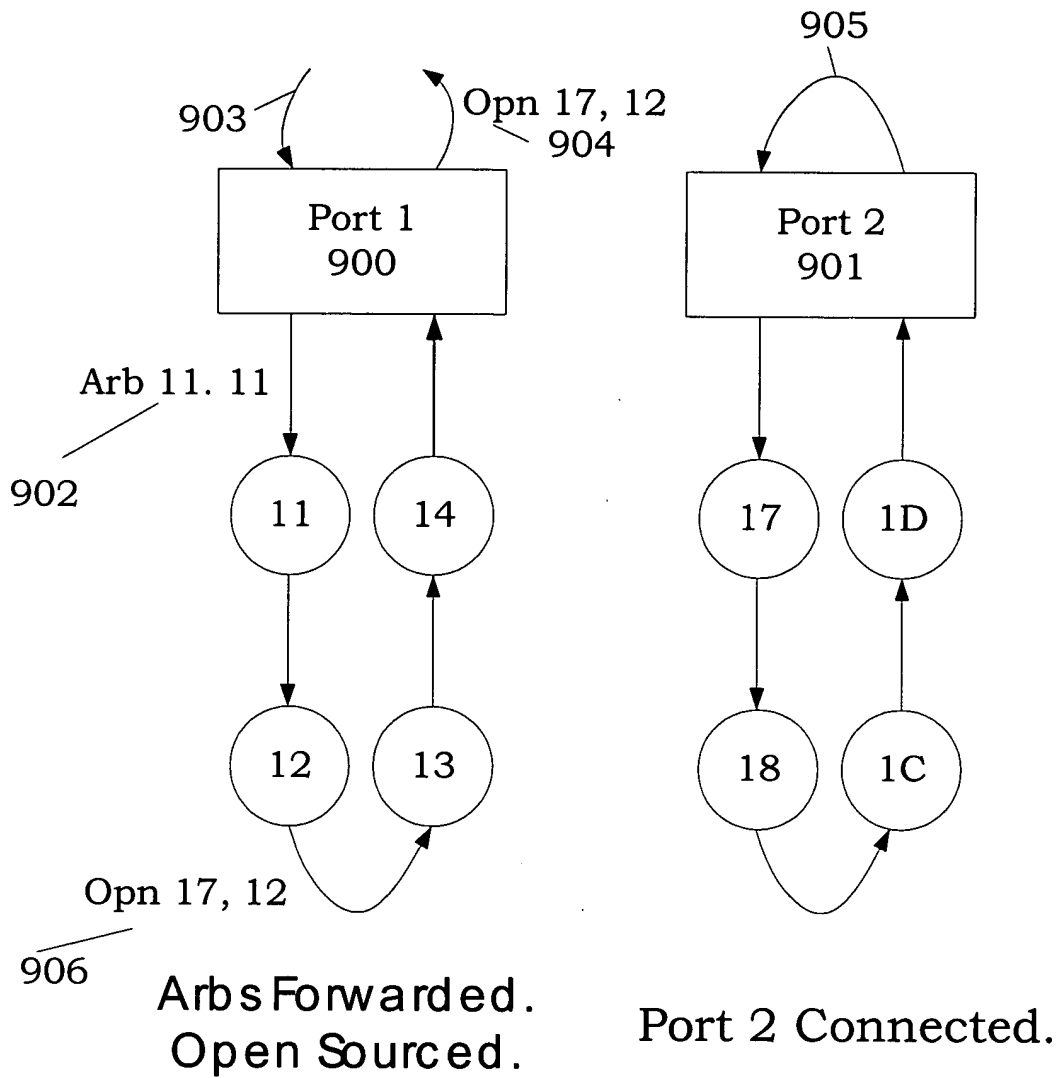 905
903
Opn 17, 12
904
Port 1
900
Port 2
901
Arb 11. 11
902
11
14
17
1D
12
13
18
1C
Opn 17, 12
906
Arbs Forwarded.
Open Sourced.
Port 2 Connected.